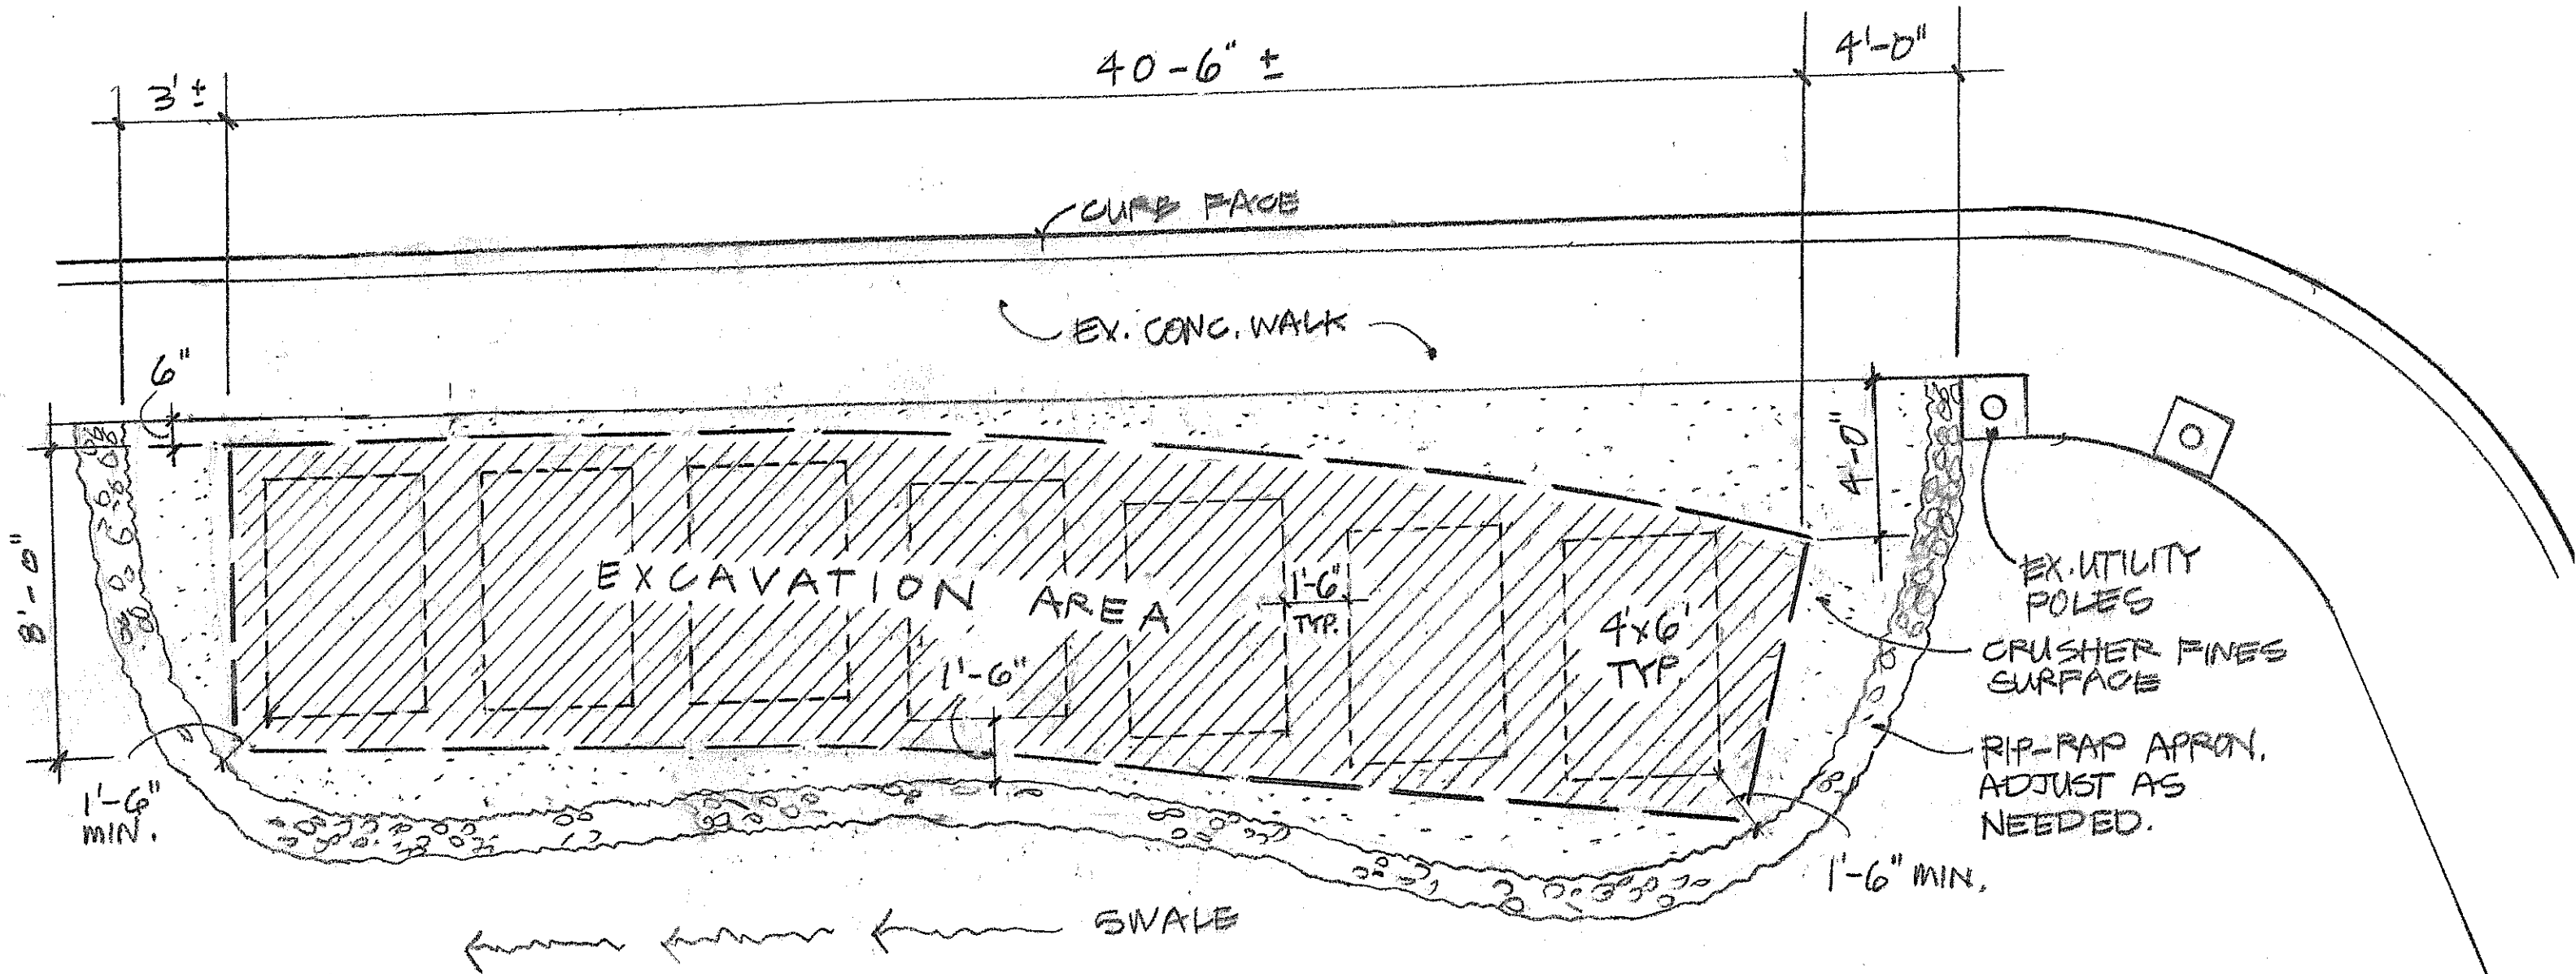 3' ±
40-6" ±
4'-0"
CURB FACE
EX. CONC. WALK
6"
8'-0"
4'-0"
EXCAVATION AREA
1'-6"
TYP.
4'x6'
TYP.
1'-6"
1'-6"
MIN.
EX. UTILITY
POLES
CRUSHER FINES
SURFACE
RIP-RAP APRON.
ADJUST AS
NEEDED.
1'-6" MIN.
SWALE